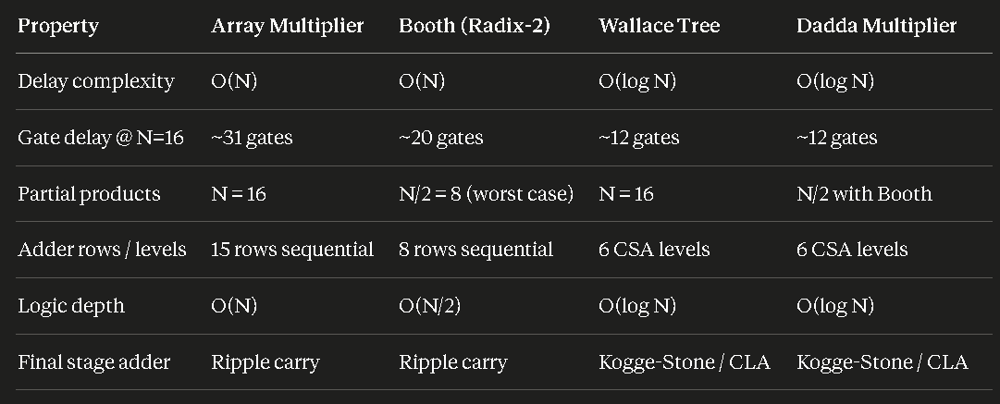 Property Array Multiplier Booth (Radix-2) Wallace Tree Dadda Multiplier
Delay complexity O(N) O(N) O(log N) O(log N)
Gate delay @ N=16 ~31 gates ~20 gates ~12 gates ~12 gates
Partial products N = 16 N/2 = 8 (worst case) N = 16 N/2 with Booth
Adder rows / levels 15 rows sequential 8 rows sequential 6 CSA levels 6 CSA levels
Logic depth O(N) O(N/2) O(log N) O(log N)
Final stage adder Ripple carry Ripple carry Kogge-Stone / CLA Kogge-Stone / CLA